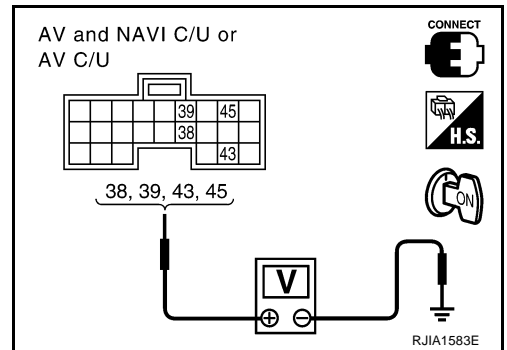 AV and NAVI C/U or
AV C/U
CONNECT
H.S.
ON
39 45
38
43
38, 39, 43, 45
V
+ −
RJIA1583E